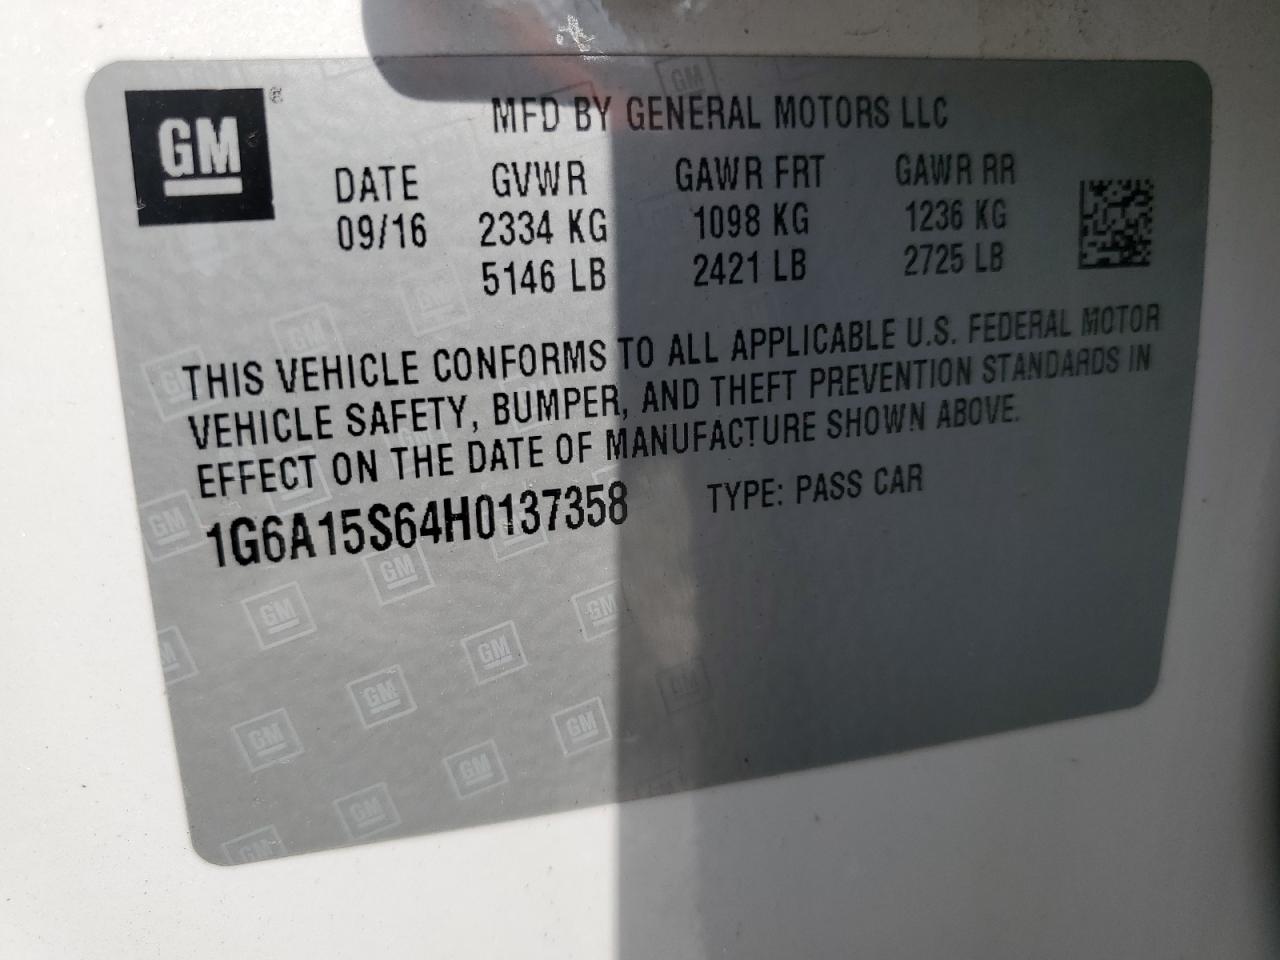 GM ®
MFD BY GENERAL MOTORS LLC
DATE GVWR GAWR FRT GAWR RR
09/16 2334 KG 1098 KG 1236 KG
5146 LB 2421 LB 2725 LB
THIS VEHICLE CONFORMS TO ALL APPLICABLE U.S. FEDERAL MOTOR
VEHICLE SAFETY, BUMPER, AND THEFT PREVENTION STANDARDS IN
EFFECT ON THE DATE OF MANUFACTURE SHOWN ABOVE.
1G6A15S64H0137358 TYPE: PASS CAR